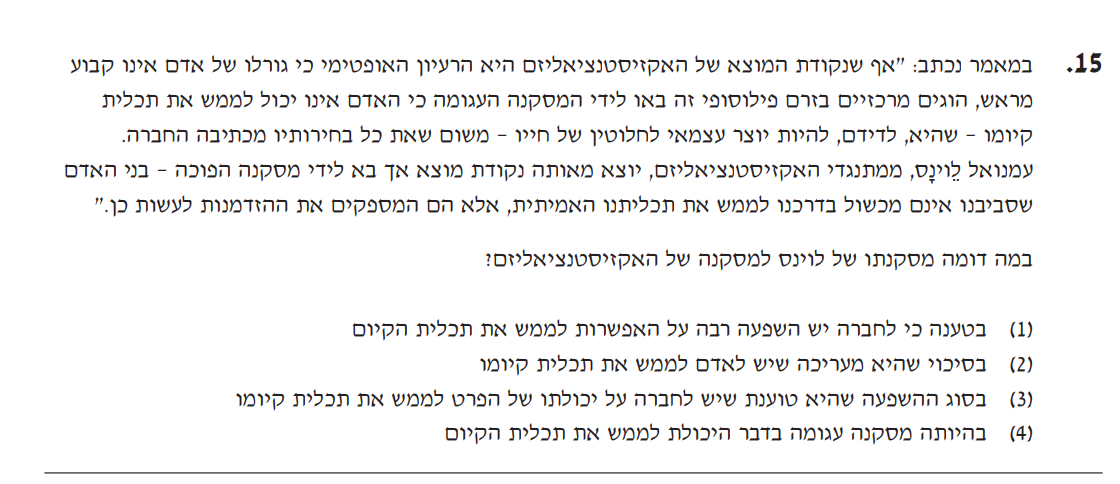 15. במאמר נכתב: "אף שנקודת המוצא של האקזיסטנציאליזם היא הרעיון האופטימי כי גורלו של אדם אינו קבוע
מראש, הוגים מרכזיים בזרם פילוסופי זה באו לידי המסקנה העגומה כי האדם אינו יכול לממש את תכלית
קיומו – שהיא, לדידם, להיות יוצר עצמאי לחלוטין של חייו – משום שאת כל בחירותיו מכתיבה החברה.
עמנואל לֵוינָס, ממתנגדי האקזיסטנציאליזם, יוצא מאותה נקודת מוצא אך בא לידי מסקנה הפוכה – בני האדם
שסביבנו אינם מכשול בדרכנו לממש את תכליתנו האמיתית, אלא הם המספקים את ההזדמנות לעשות כן."
במה דומה מסקנתו של לוינס למסקנה של האקזיסטנציאליזם?
(1) בטענה כי לחברה יש השפעה רבה על האפשרות לממש את תכלית הקיום
(2) בסיכוי שהיא מעריכה שיש לאדם לממש את תכלית קיומו
(3) בסוג ההשפעה שהיא טוענת שיש לחברה על יכולתו של הפרט לממש את תכלית קיומו
(4) בהיותה מסקנה עגומה בדבר היכולת לממש את תכלית הקיום